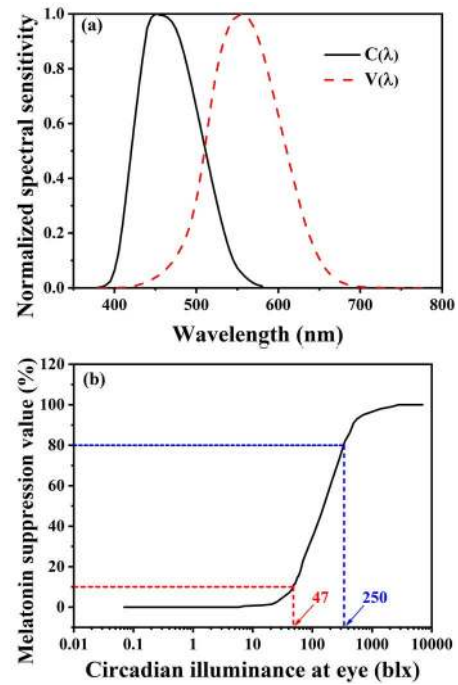 (a)
C(λ)
V(λ)
Normalized spectral sensitivity
1.0
0.8
0.6
0.4
0.2
0.0
400 500 600 700 800
Wavelength (nm)
(b)
Melatonin suppression value (%)
120
100
80
60
40
20
0
47 250
0.01 0.1 1 10 100 1000 10000
Circadian illuminance at eye (blx)